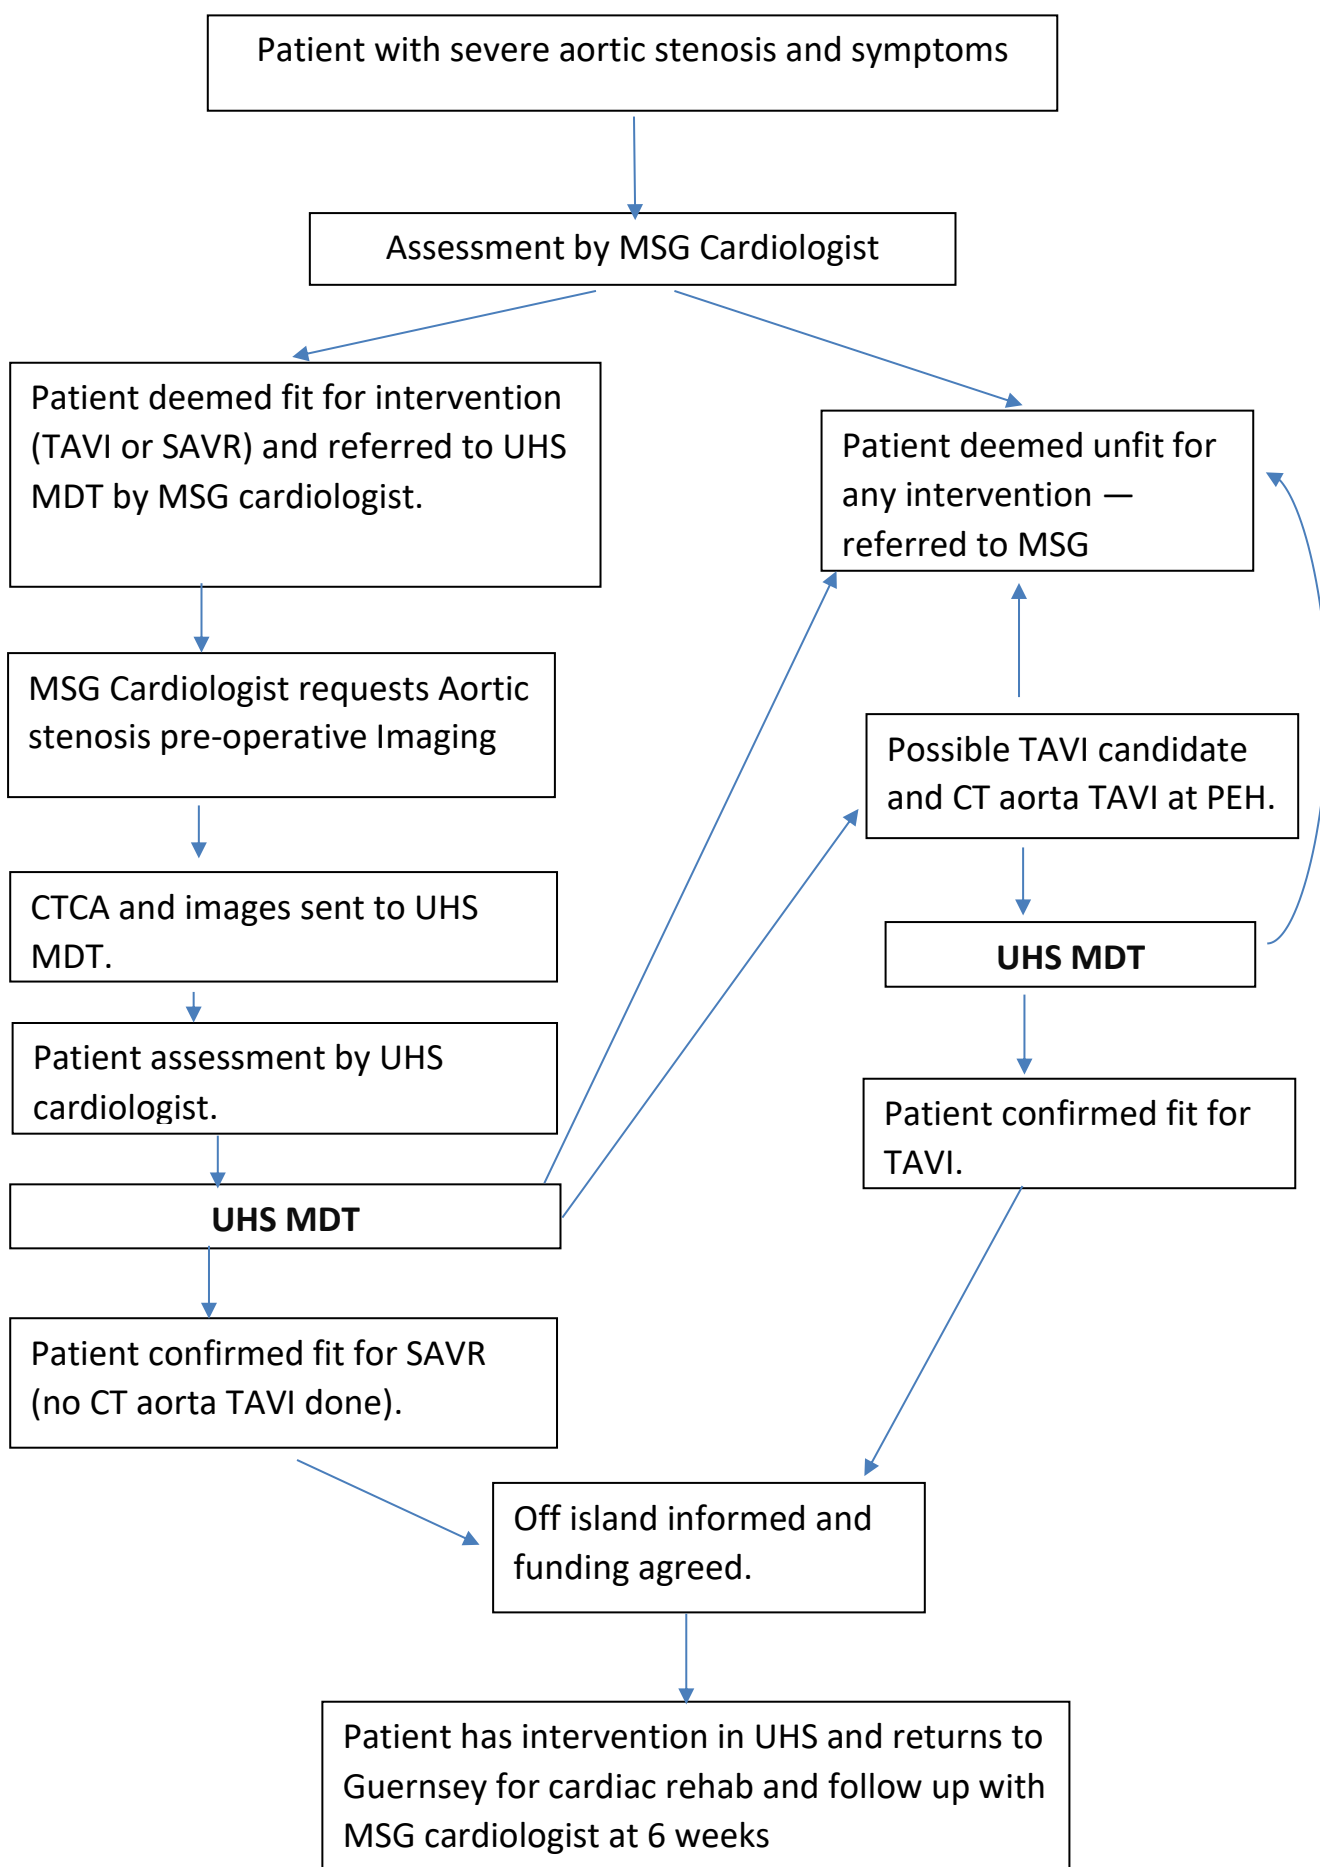 Patient with severe aortic stenosis and symptoms
Assessment by MSG Cardiologist
Patient deemed fit for intervention
(TAVI or SAVR) and referred to UHS
MDT by MSG cardiologist.
Patient deemed unfit for
any intervention —
referred to MSG
MSG Cardiologist requests Aortic
stenosis pre-operative Imaging
Possible TAVI candidate
and CT aorta TAVI at PEH.
CTCA and images sent to UHS
MDT.
UHS MDT
Patient assessment by UHS
cardiologist.
Patient confirmed fit for
TAVI.
UHS MDT
Patient confirmed fit for SAVR
(no CT aorta TAVI done).
Off island informed and
funding agreed.
Patient has intervention in UHS and returns to
Guernsey for cardiac rehab and follow up with
MSG cardiologist at 6 weeks